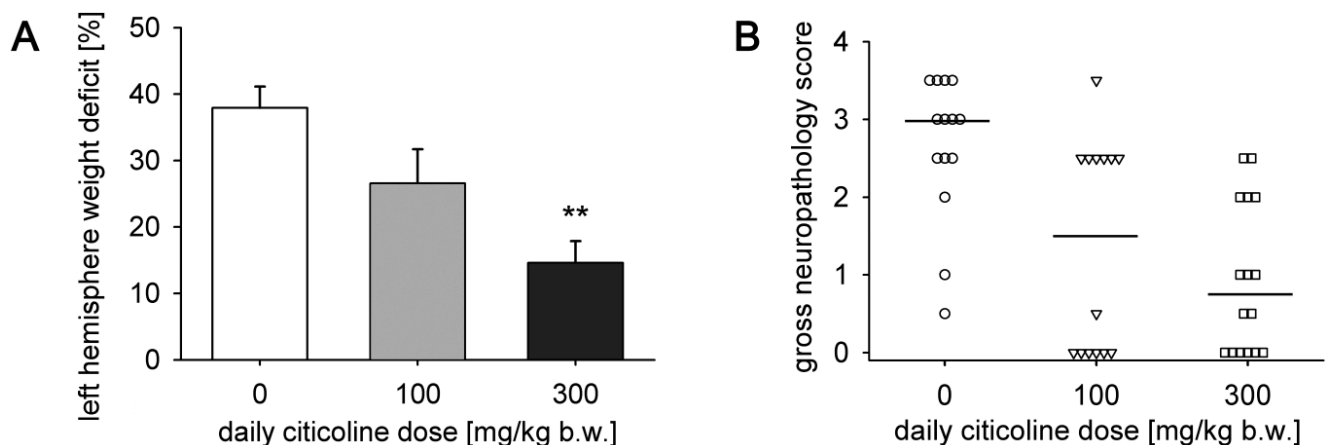 A
left hemisphere weight deficit [%]
50
40
30
20
10
0
**
0 100 300
daily citicoline dose [mg/kg b.w.]
B
gross neuropathology score
4
3
2
1
0
0 100 300
daily citicoline dose [mg/kg b.w.]